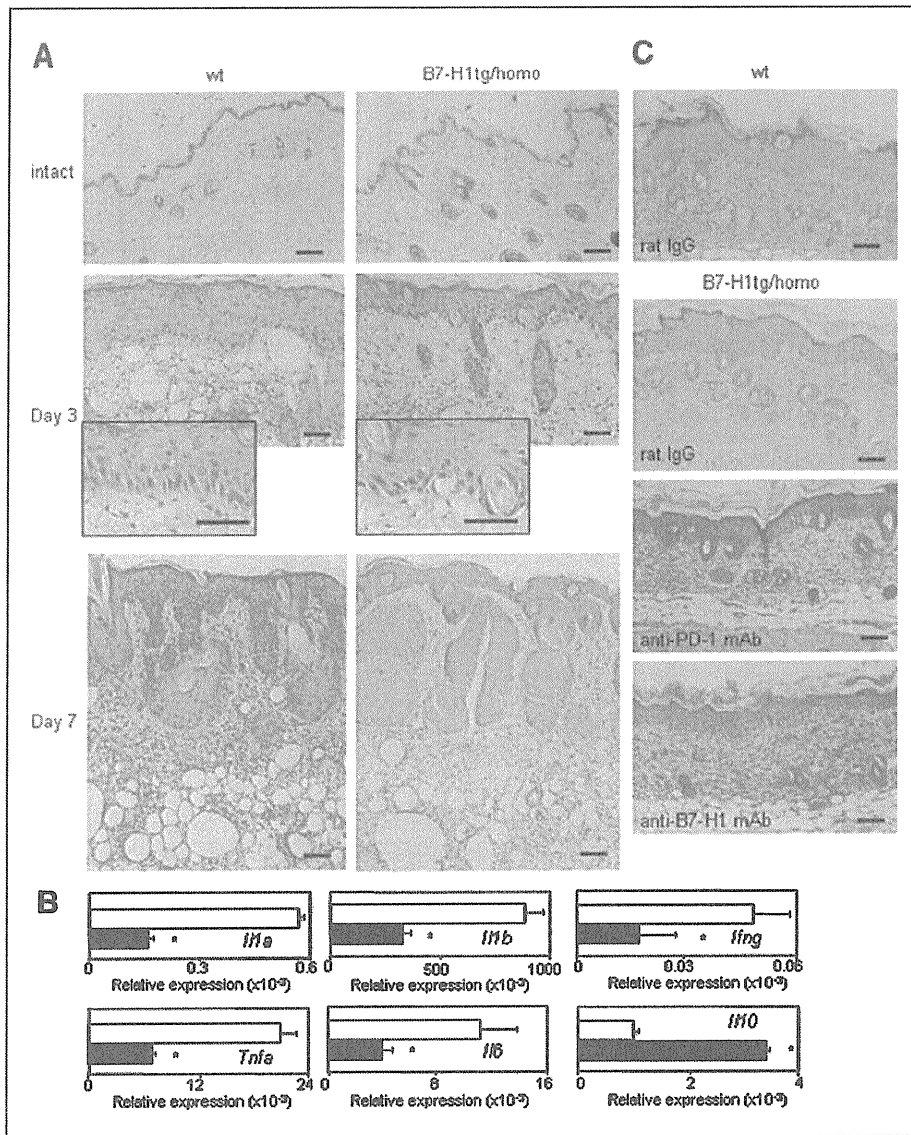 A
wt
B7-H1tg/homo
intact
Day 3
Day 7
C
wt
rat IgG
B7-H1tg/homo
rat IgG
anti-PD-1 mAb
anti-B7-H1 mAb
B
Il1a
0 0.3 0.6
Relative expression (x10⁻³)
Il1b
0 500 1000
Relative expression (x10⁻³)
Ifng
0 0.03 0.06
Relative expression (x10⁻³)
Tnfa
0 12 24
Relative expression (x10⁻³)
Il6
0 8 16
Relative expression (x10⁻³)
Il10
0 2 4
Relative expression (x10⁻³)